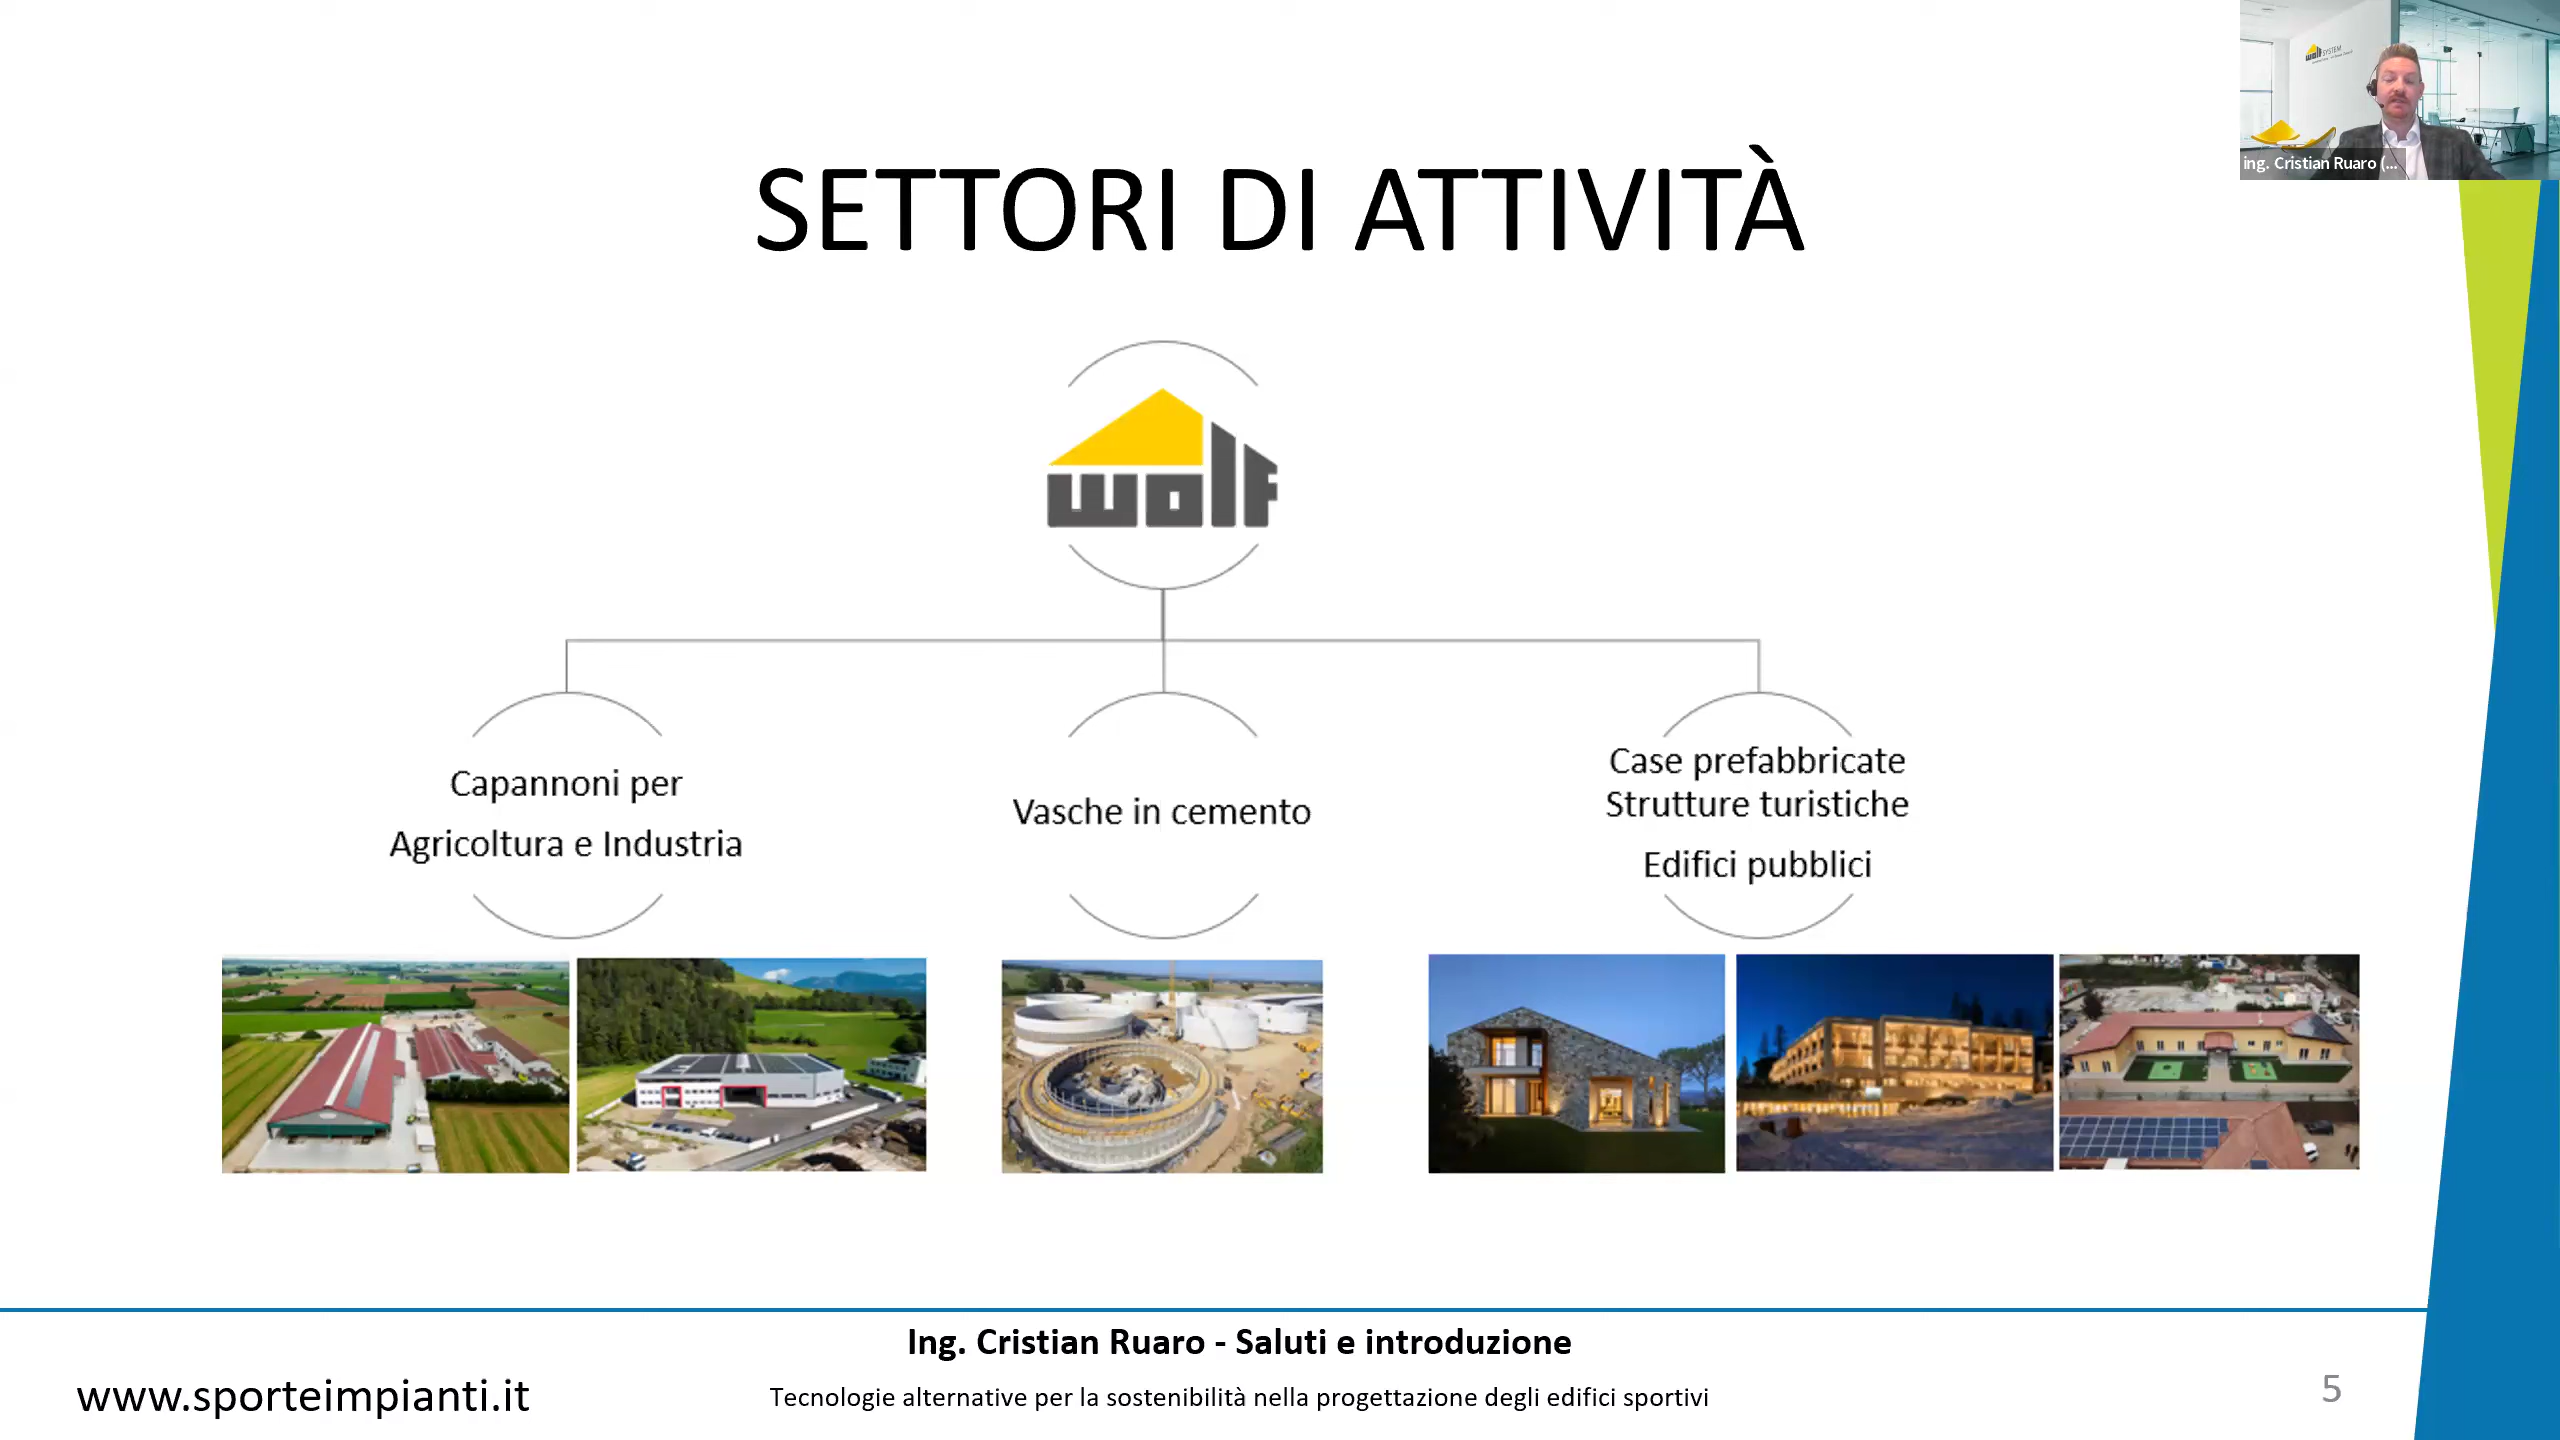 SETTORI DI ATTIVITÀ
wolf SYSTEM
ing. Cristian Ruaro (...
wolf
Capannoni per
Agricoltura e Industria
Vasche in cemento
Case prefabbricate
Strutture turistiche
Edifici pubblici
Ing. Cristian Ruaro - Saluti e introduzione
www.sporteimpianti.it
Tecnologie alternative per la sostenibilità nella progettazione degli edifici sportivi
5